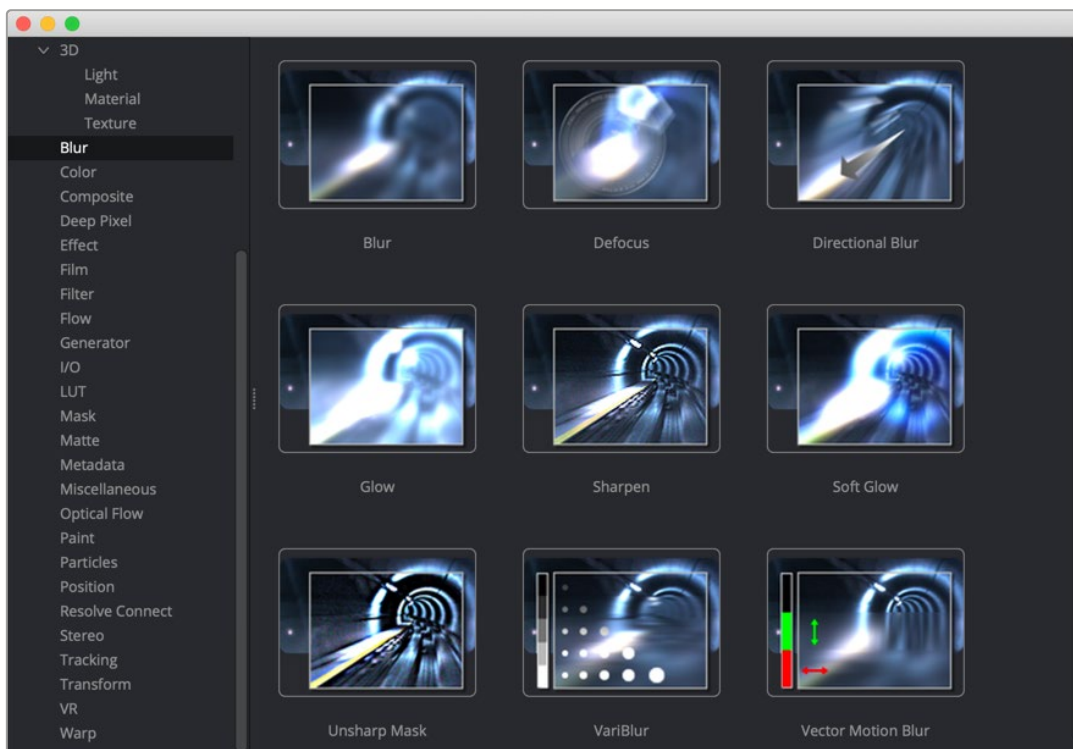 3D
Light
Material
Texture
Blur
Color
Composite
Deep Pixel
Effect
Film
Filter
Flow
Generator
I/O
LUT
Mask
Matte
Metadata
Miscellaneous
Optical Flow
Paint
Particles
Position
Resolve Connect
Stereo
Tracking
Transform
VR
Warp
Blur
Defocus
Directional Blur
Glow
Sharpen
Soft Glow
Unsharp Mask
VariBlur
Vector Motion Blur